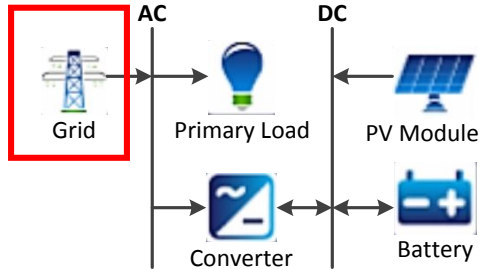 AC
DC
Grid
Primary Load
PV Module
Converter
Battery